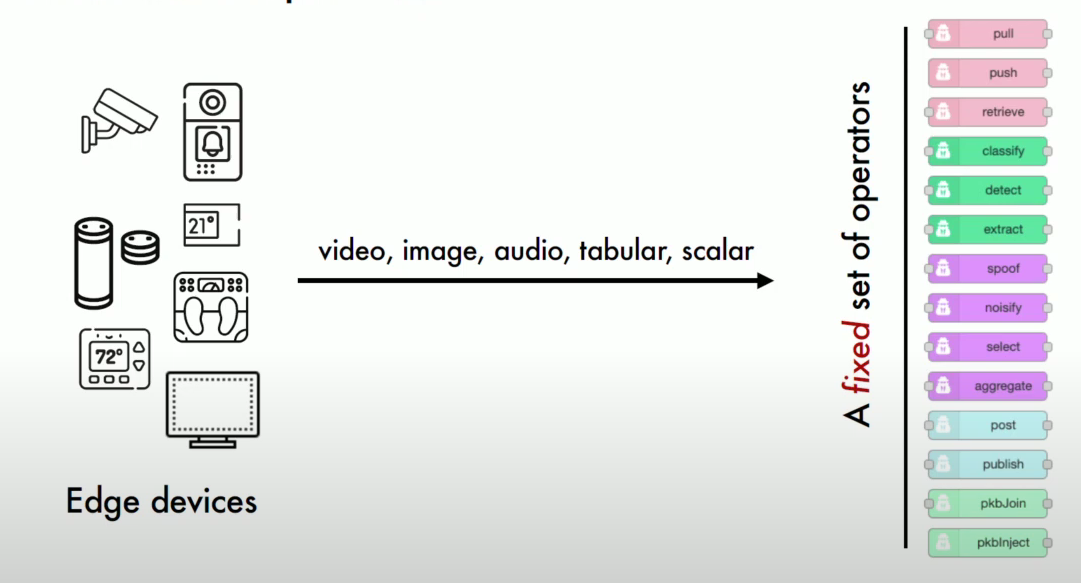 21°
72°
Edge devices
video, image, audio, tabular, scalar
A fixed set of operators
pull
push
retrieve
classify
detect
extract
spoof
noisify
select
aggregate
post
publish
pkbJoin
pkbInject